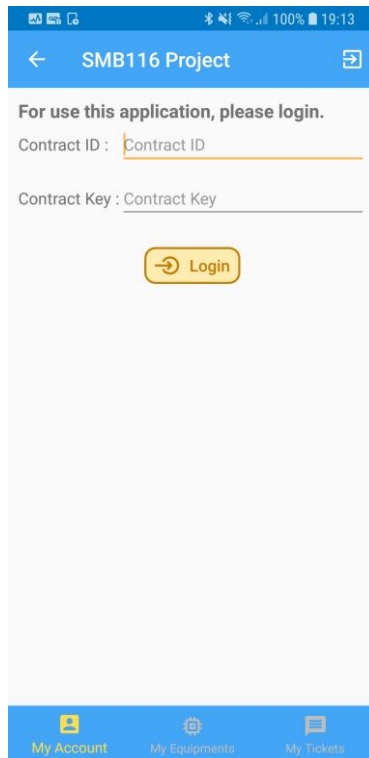 100% 19:13
SMB116 Project
For use this application, please login.
Contract ID : Contract ID
Contract Key : Contract Key
Login
My Account My Equipments My Tickets